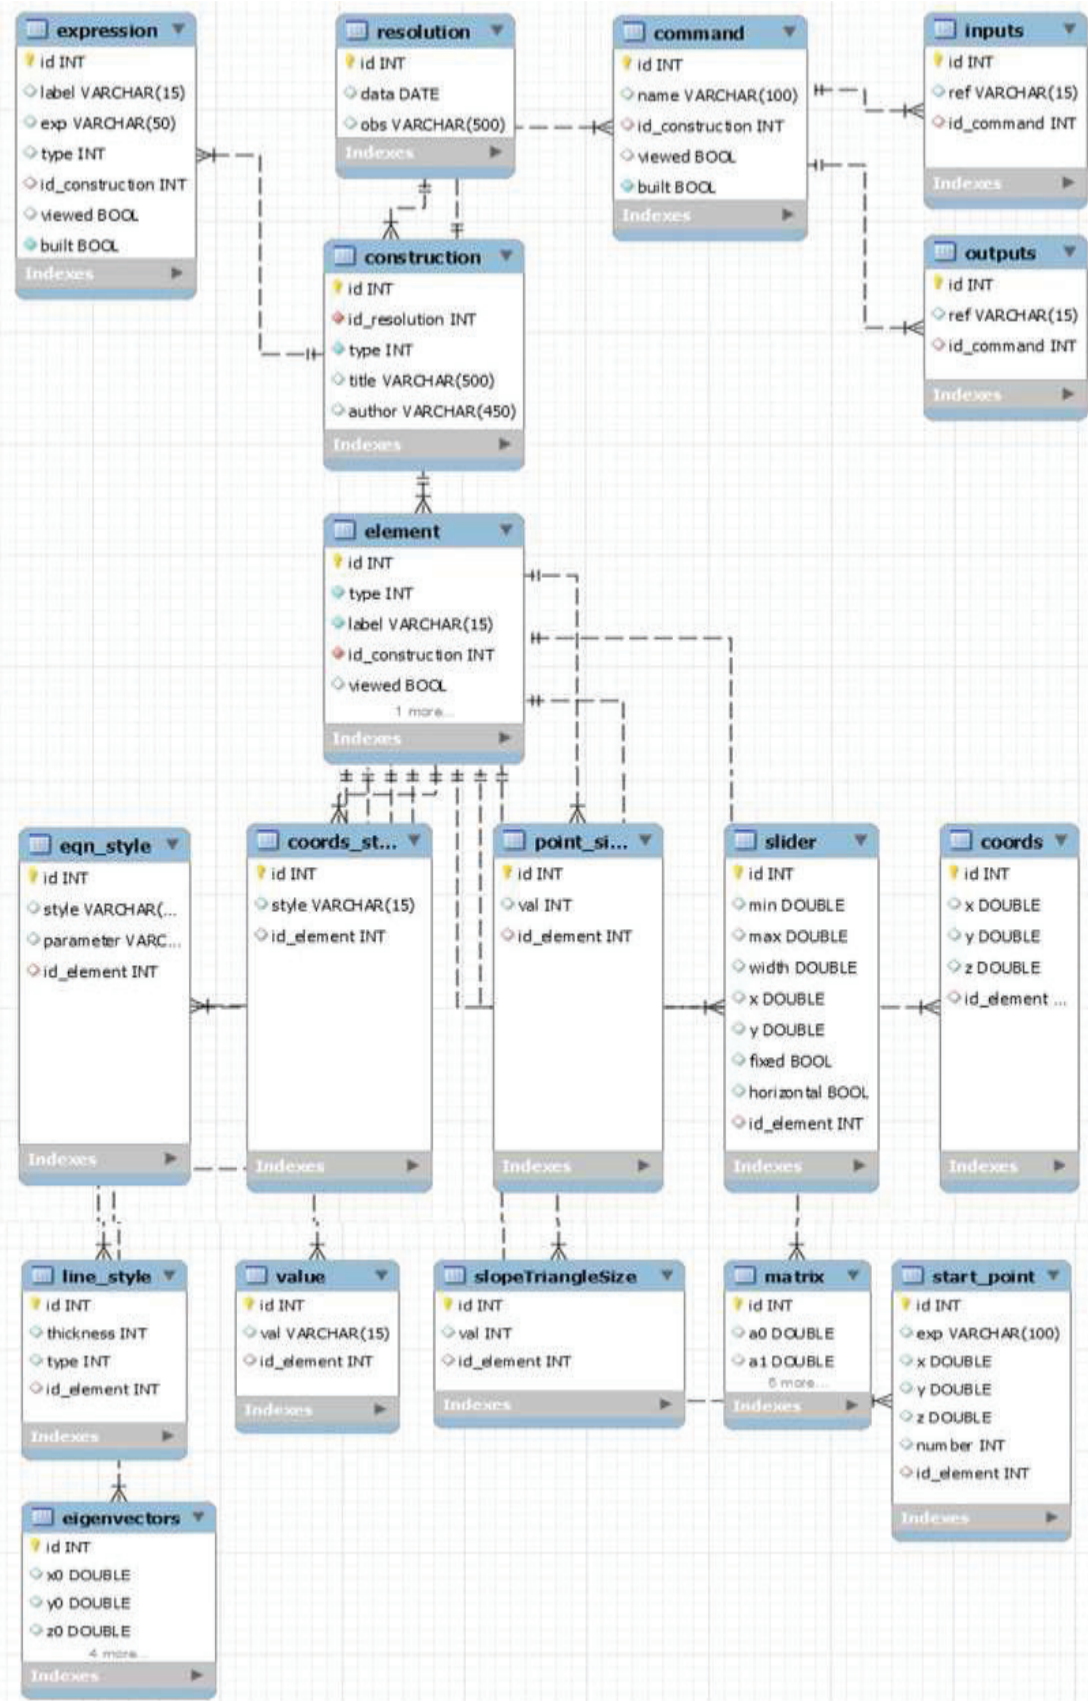 expression
id INT
label VARCHAR(15)
exp VARCHAR(50)
type INT
id_construction INT
viewed BOOL
built BOOL
Indexes
resolution
id INT
data DATE
obs VARCHAR(500)
Indexes
command
id INT
name VARCHAR(100)
id_construction INT
viewed BOOL
built BOOL
Indexes
inputs
id INT
ref VARCHAR(15)
id_command INT
Indexes
outputs
id INT
ref VARCHAR(15)
id_command INT
Indexes
construction
id INT
id_resolution INT
type INT
title VARCHAR(500)
author VARCHAR(450)
Indexes
element
id INT
type INT
label VARCHAR(15)
id_construction INT
viewed BOOL
1 more...
Indexes
eqn_style
id INT
style VARCHAR(...
parameter VARC...
id_element INT
Indexes
coords_st...
id INT
style VARCHAR(15)
id_element INT
Indexes
point_si...
id INT
val INT
id_element INT
Indexes
slider
id INT
min DOUBLE
max DOUBLE
width DOUBLE
x DOUBLE
y DOUBLE
fixed BOOL
horizontal BOOL
id_element INT
Indexes
coords
id INT
x DOUBLE
y DOUBLE
z DOUBLE
id_element ...
Indexes
line_style
id INT
thickness INT
type INT
id_element INT
Indexes
value
id INT
val VARCHAR(15)
id_element INT
Indexes
slopeTriangleSize
id INT
val INT
id_element INT
Indexes
matrix
id INT
a0 DOUBLE
a1 DOUBLE
6 more...
Indexes
start_point
id INT
exp VARCHAR(100)
x DOUBLE
y DOUBLE
z DOUBLE
number INT
id_element INT
Indexes
eigenvectors
id INT
x0 DOUBLE
y0 DOUBLE
z0 DOUBLE
4 more...
Indexes